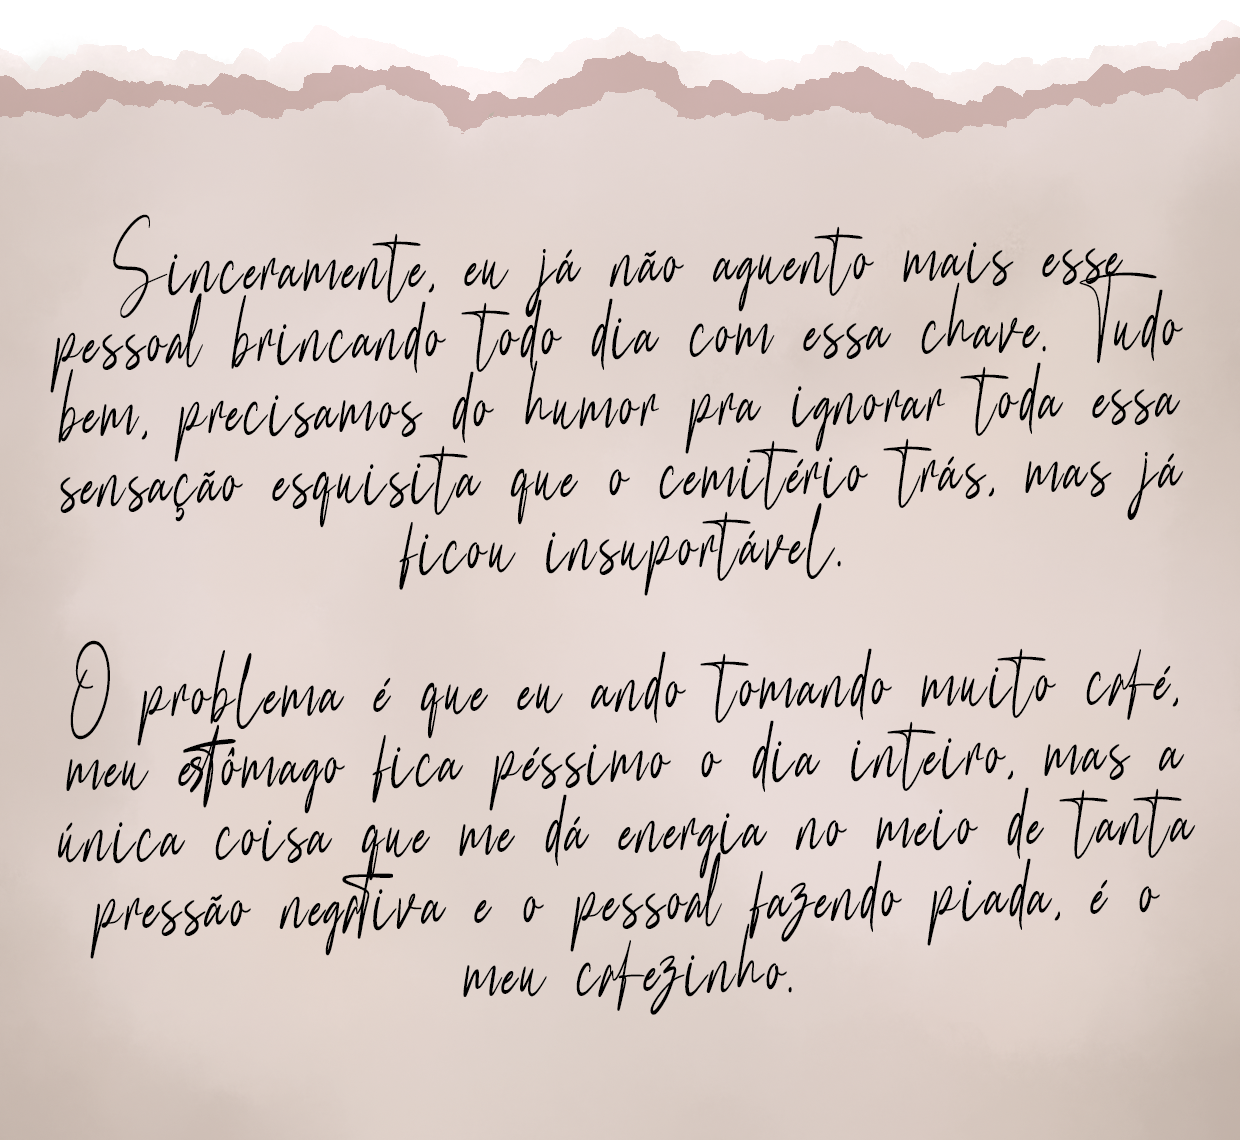 Sinceramente, eu já não aguento mais esse
pessoal brincando todo dia com essa chave. Tudo
bem, precisamos do humor pra ignorar toda essa
sensação esquisita que o cemitério trás, mas já
ficou insuportável.
O problema é que eu ando tomando muito café,
meu estômago fica péssimo o dia inteiro, mas a
única coisa que me dá energia no meio de tanta
pressão negativa e o pessoal fazendo piada, é o
meu cafezinho.